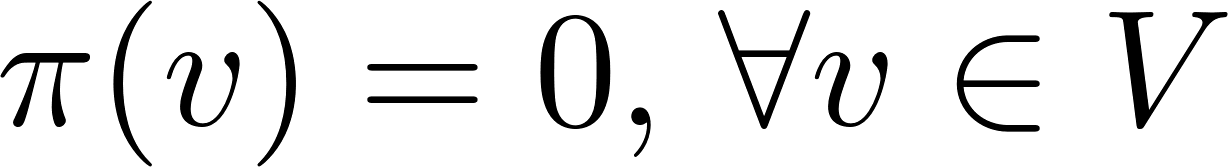 π(v) = 0, ∀v ∈ V